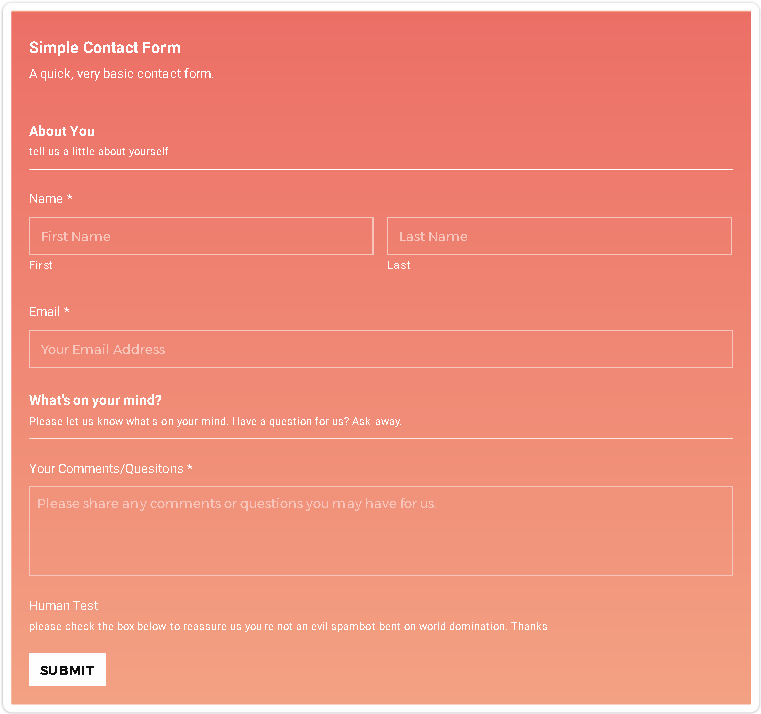 Simple Contact Form
A quick, very basic contact form.
About You
tell us a little about yourself
Name *
First Name
Last Name
First
Last
Email *
Your Email Address
What's on your mind?
Please let us know what's on your mind. Have a question for us? Ask away.
Your Comments/Quesitons *
Please share any comments or questions you may have for us.
Human Test
please check the box below to reassure us you're not an evil spambot bent on world domination. Thanks
SUBMIT